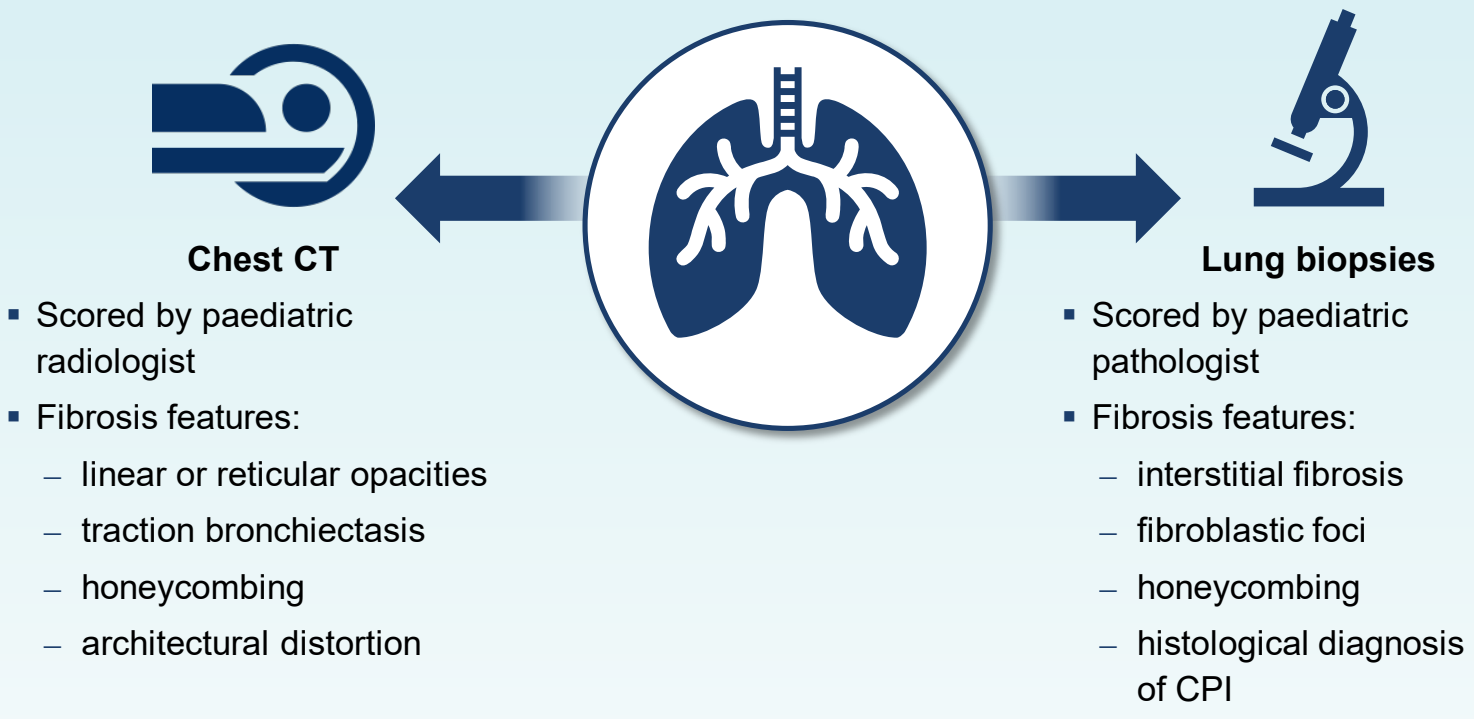 Chest CT
▪ Scored by paediatric
radiologist
▪ Fibrosis features:
– linear or reticular opacities
– traction bronchiectasis
– honeycombing
– architectural distortion
Lung biopsies
▪ Scored by paediatric
pathologist
▪ Fibrosis features:
– interstitial fibrosis
– fibroblastic foci
– honeycombing
– histological diagnosis
of CPI